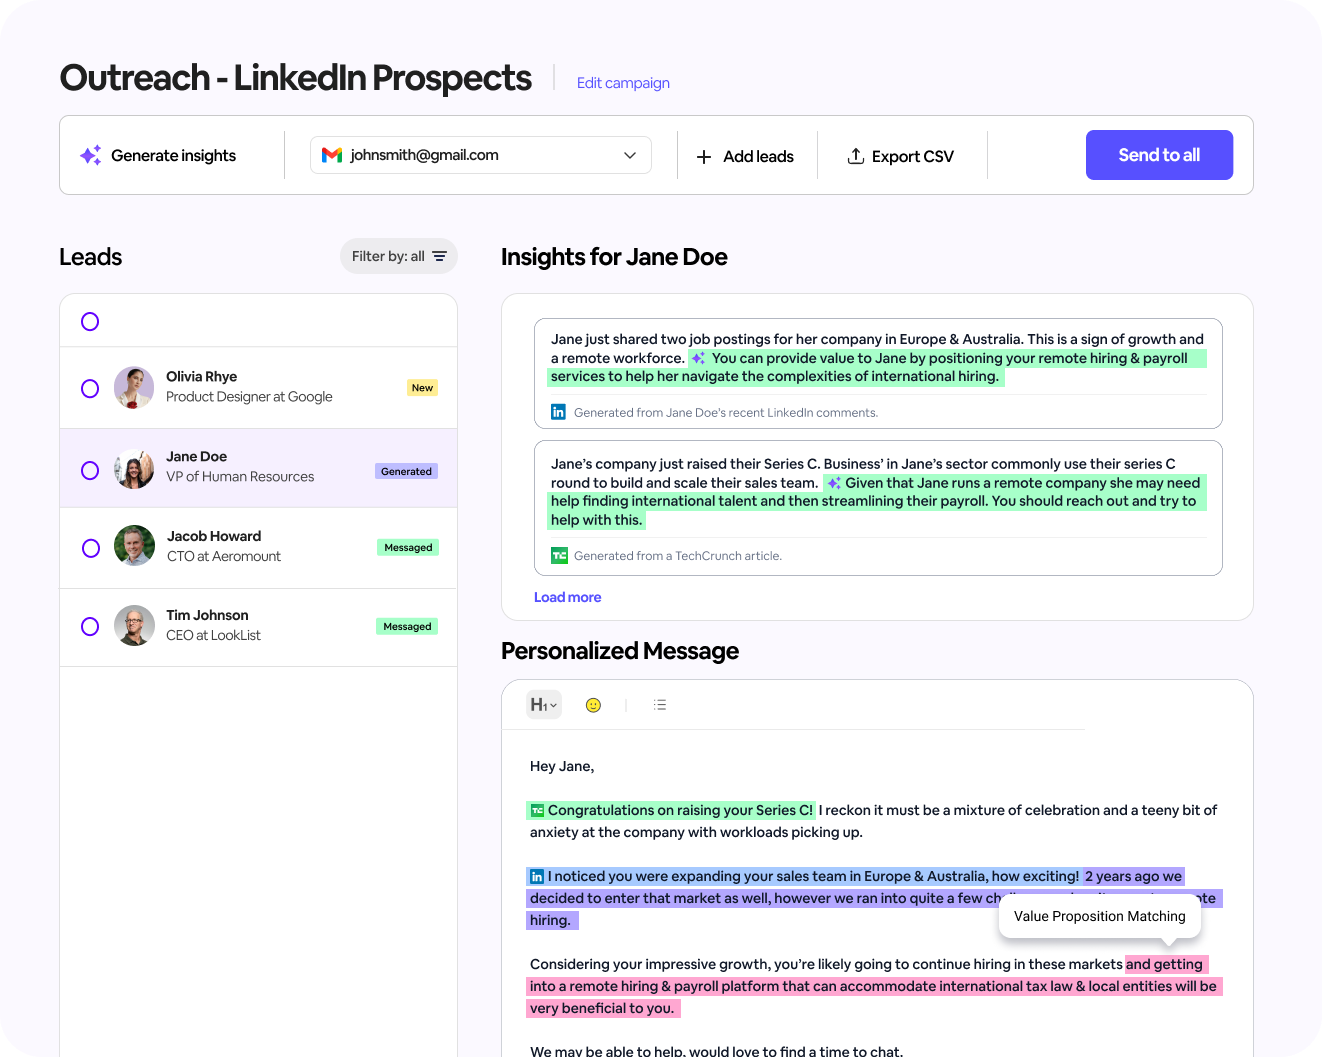 Outreach - LinkedIn Prospects
Edit campaign
Generate insights
johnsmith@gmail.com
Add leads
Export CSV
Send to all
Leads
Filter by: all
Olivia Rhye
Product Designer at Google
New
Jane Doe
VP of Human Resources
Generated
Jacob Howard
CTO at Aeromount
Messaged
Tim Johnson
CEO at LookList
Messaged
Insights for Jane Doe
Jane just shared two job postings for her company in Europe & Australia. This is a sign of growth and
a remote workforce. You can provide value to Jane by positioning your remote hiring & payroll
services to help her navigate the complexities of international hiring.
in Generated from Jane Doe's recent LinkedIn comments.
Jane’s company just raised their Series C. Business’ in Jane’s sector commonly use their series C
round to build and scale their sales team. Given that Jane runs a remote company she may need
help finding international talent and then streamlining their payroll. You should reach out and try to
help with this.
TC Generated from a TechCrunch article.
Load more
Personalized Message
H1
Hey Jane,
TC Congratulations on raising your Series C! I reckon it must be a mixture of celebration and a teeny bit of
anxiety at the company with workloads picking up.
in I noticed you were expanding your sales team in Europe & Australia, how exciting! 2 years ago we
decided to enter that market as well, however we ran into quite a few
hiring.
Value Proposition Matching
Considering your impressive growth, you’re likely going to continue hiring in these markets and getting
into a remote hiring & payroll platform that can accommodate international tax law & local entities will be
very beneficial to you.
We may be able to help, would love to find a time to chat.